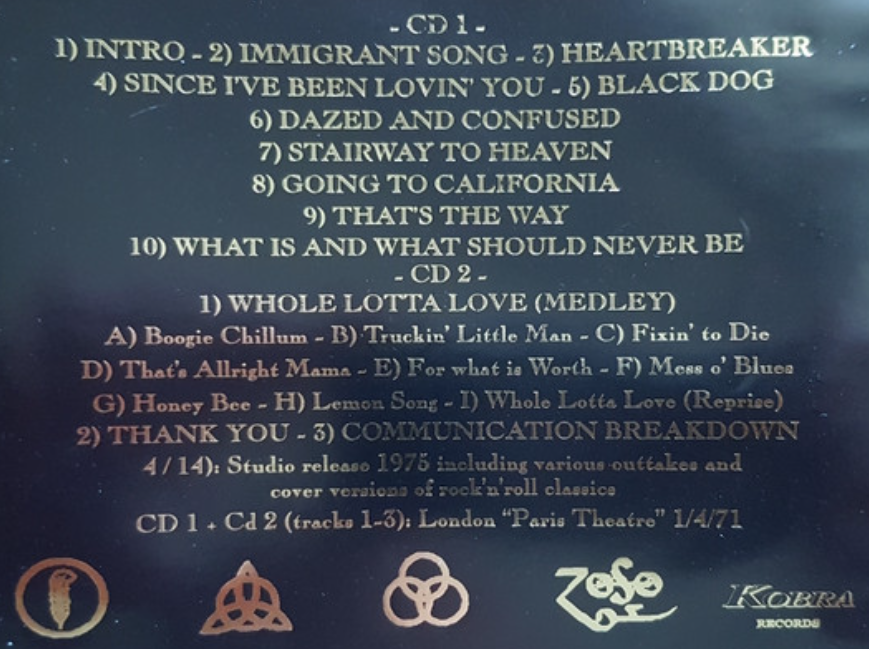 - CD 1 -
1) INTRO - 2) IMMIGRANT SONG - 3) HEARTBREAKER
4) SINCE I'VE BEEN LOVIN' YOU - 5) BLACK DOG
6) DAZED AND CONFUSED
7) STAIRWAY TO HEAVEN
8) GOING TO CALIFORNIA
9) THAT'S THE WAY
10) WHAT IS AND WHAT SHOULD NEVER BE
- CD 2 -
1) WHOLE LOTTA LOVE (MEDLEY)
A) Boogie Chillum - B) Truckin' Little Man - C) Fixin' to Die
D) That's Allright Mama - E) For what is Worth - F) Mess o' Blues
G) Honey Bee - H) Lemon Song - I) Whole Lotta Love (Reprise)
2) THANK YOU - 3) COMMUNICATION BREAKDOWN
4 / 14): Studio release 1975 including various outtakes and
cover versions of rock'n'roll classics
CD 1 + Cd 2 (tracks 1-3): London "Paris Theatre" 1/4/71
ZOSO
KOBRA
RECORDS